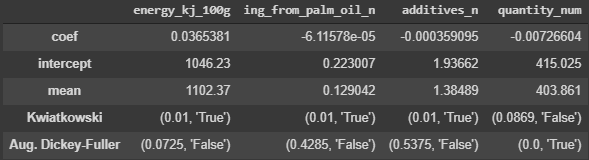 energy_kj_100g ing_from_palm_oil_n additives_n quantity_num
coef 0.0365381 -6.11578e-05 -0.000359095 -0.00726604
intercept 1046.23 0.223007 1.93662 415.025
mean 1102.37 0.129042 1.38489 403.861
Kwiatkowski (0.01, 'True') (0.01, 'True') (0.01, 'True') (0.0869, 'False')
Aug. Dickey-Fuller (0.0725, 'False') (0.4285, 'False') (0.5375, 'False') (0.0, 'True')